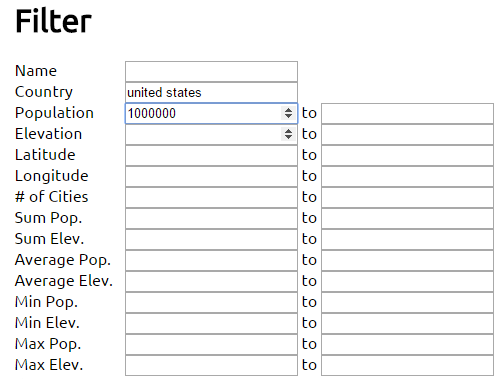 Filter
Name
Country united states
Population 1000000 to
Elevation to
Latitude to
Longitude to
# of Cities to
Sum Pop. to
Sum Elev. to
Average Pop. to
Average Elev. to
Min Pop. to
Min Elev. to
Max Pop. to
Max Elev. to